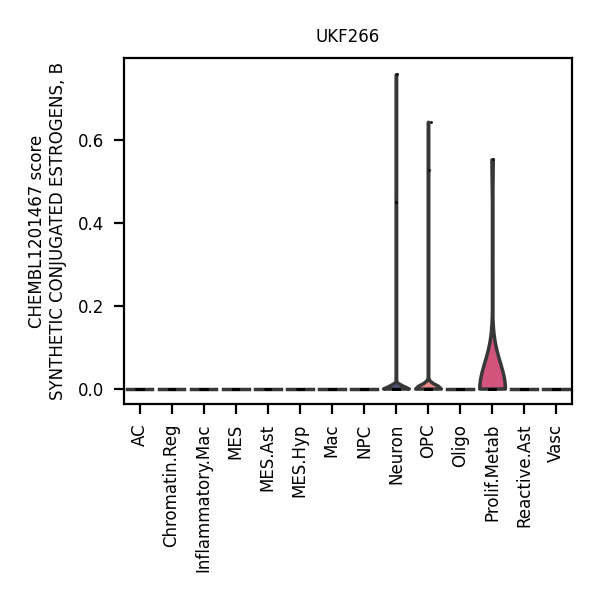 UKF266
CHEMBL1201467 score
SYNTHETIC CONJUGATED ESTROGENS, B
0.6
0.4
0.2
0.0
AC
Chromatin.Reg
Inflammatory.Mac
MES
MES.Ast
MES.Hyp
Mac
NPC
Neuron
OPC
Oligo
Prolif.Metab
Reactive.Ast
Vasc